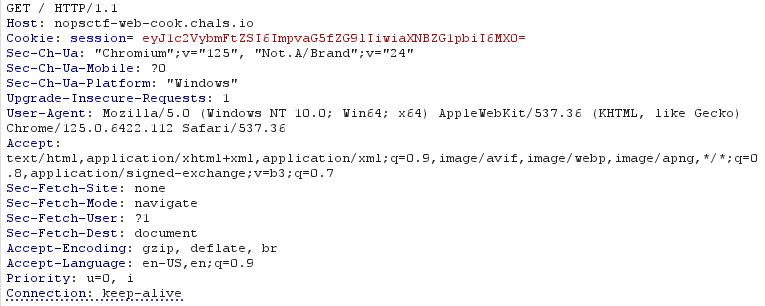 GET / HTTP/1.1
Host: nopsctf-web-cook.chals.io
Cookie: session= eyJ1c2VybmFtZSI6ImpvaG5fZG9lIiwiaXNBZG1pbiI6MX0=
Sec-Ch-Ua: "Chromium";v="125", "Not.A/Brand";v="24"
Sec-Ch-Ua-Mobile: ?0
Sec-Ch-Ua-Platform: "Windows"
Upgrade-Insecure-Requests: 1
User-Agent: Mozilla/5.0 (Windows NT 10.0; Win64; x64) AppleWebKit/537.36 (KHTML, like Gecko)
Chrome/125.0.6422.112 Safari/537.36
Accept:
text/html,application/xhtml+xml,application/xml;q=0.9,image/avif,image/webp,image/apng,*/*;q=0
.8,application/signed-exchange;v=b3;q=0.7
Sec-Fetch-Site: none
Sec-Fetch-Mode: navigate
Sec-Fetch-User: ?1
Sec-Fetch-Dest: document
Accept-Encoding: gzip, deflate, br
Accept-Language: en-US,en;q=0.9
Priority: u=0, i
Connection: keep-alive